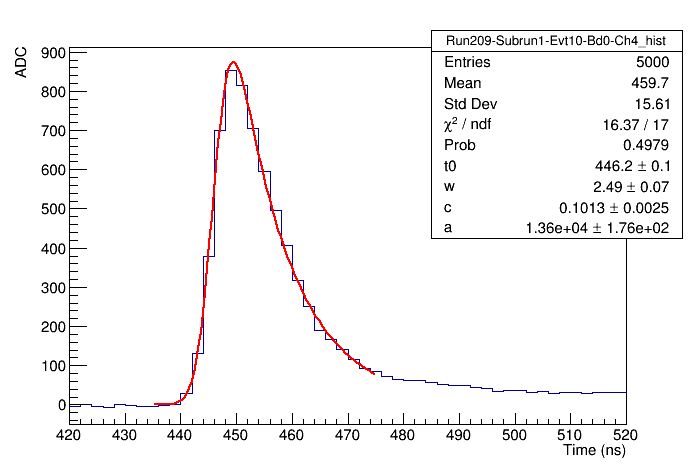 Run209-Subrun1-Evt10-Bd0-Ch4_hist
Entries 5000
Mean 459.7
Std Dev 15.61
χ² / ndf 16.37 / 17
Prob 0.4979
t0 446.2 ± 0.1
w 2.49 ± 0.07
c 0.1013 ± 0.0025
a 1.36e+04 ± 1.76e+02
ADC
900
800
700
600
500
400
300
200
100
0
420 430 440 450 460 470 480 490 500 510 520
Time (ns)